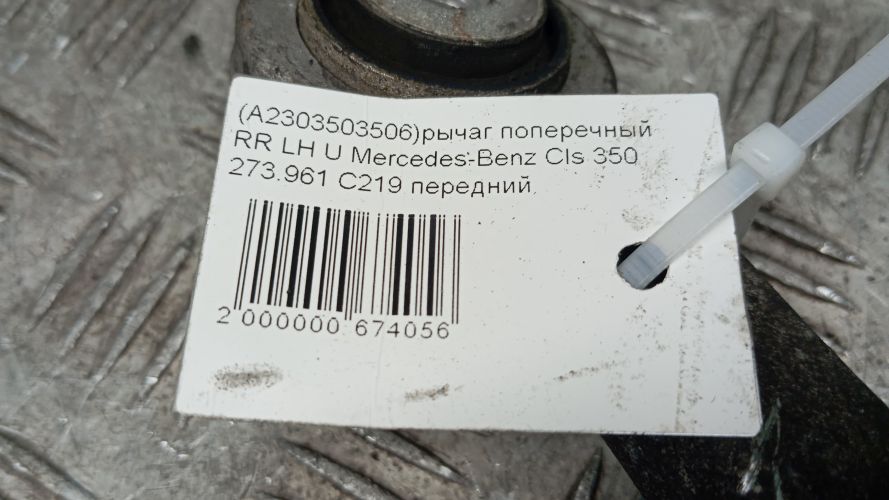 (A2303503506)рычаг поперечный
RR LH U Mercedes-Benz Cls 350
273.961 C219 передний.
2 000000 674056